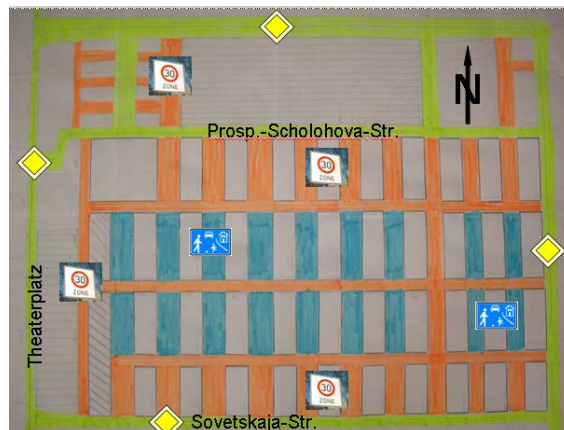 30
ZONE
N
Prosp.-Scholohova-Str.
30
ZONE
30
ZONE
Theaterplatz
30
ZONE
Sovetskaja-Str.